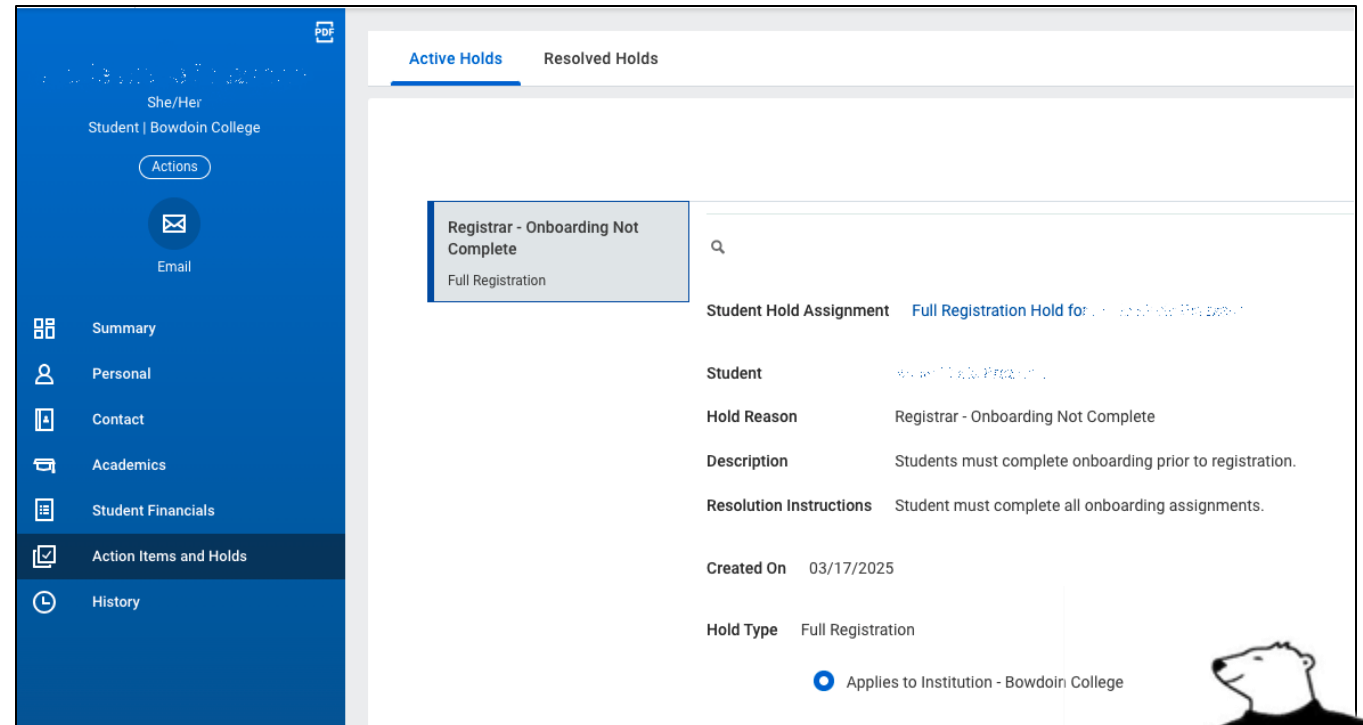 PDF
She/Her
Student | Bowdoin College
Actions
Email
Summary
Personal
Contact
Academics
Student Financials
Action Items and Holds
History
Active Holds Resolved Holds
Registrar - Onboarding Not
Complete
Full Registration
Student Hold Assignment Full Registration Hold for
Student
Hold Reason Registrar - Onboarding Not Complete
Description Students must complete onboarding prior to registration.
Resolution Instructions Student must complete all onboarding assignments.
Created On 03/17/2025
Hold Type Full Registration
Applies to Institution - Bowdoin College